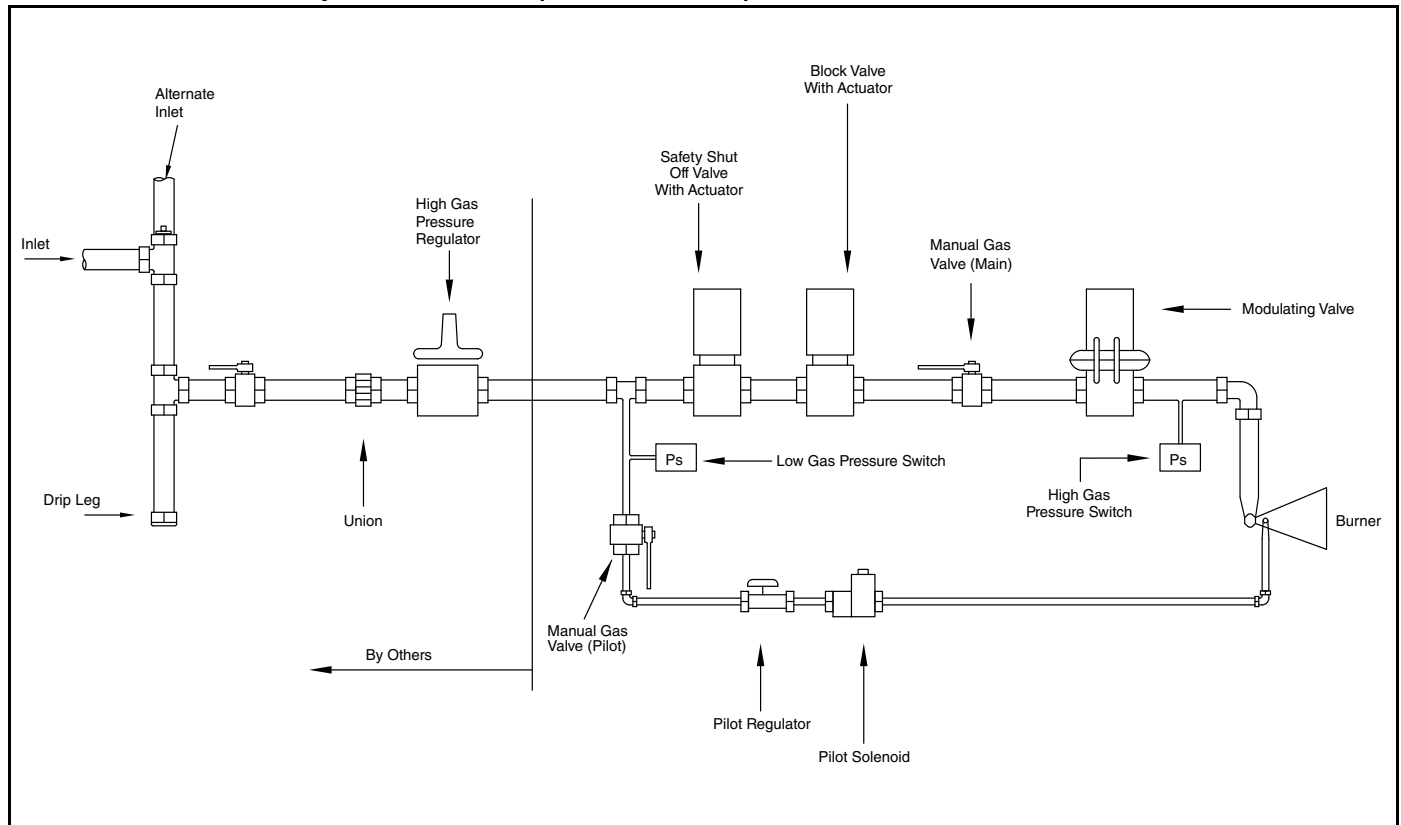 Alternate
Inlet
Block Valve
With Actuator
Safety Shut
Off Valve
With Actuator
High Gas
Pressure
Regulator
Inlet
Manual Gas
Valve (Main)
Modulating Valve
Ps
Low Gas Pressure Switch
Ps
High Gas
Pressure Switch
Drip Leg
Union
Burner
Manual Gas
Valve (Pilot)
By Others
Pilot Regulator
Pilot Solenoid